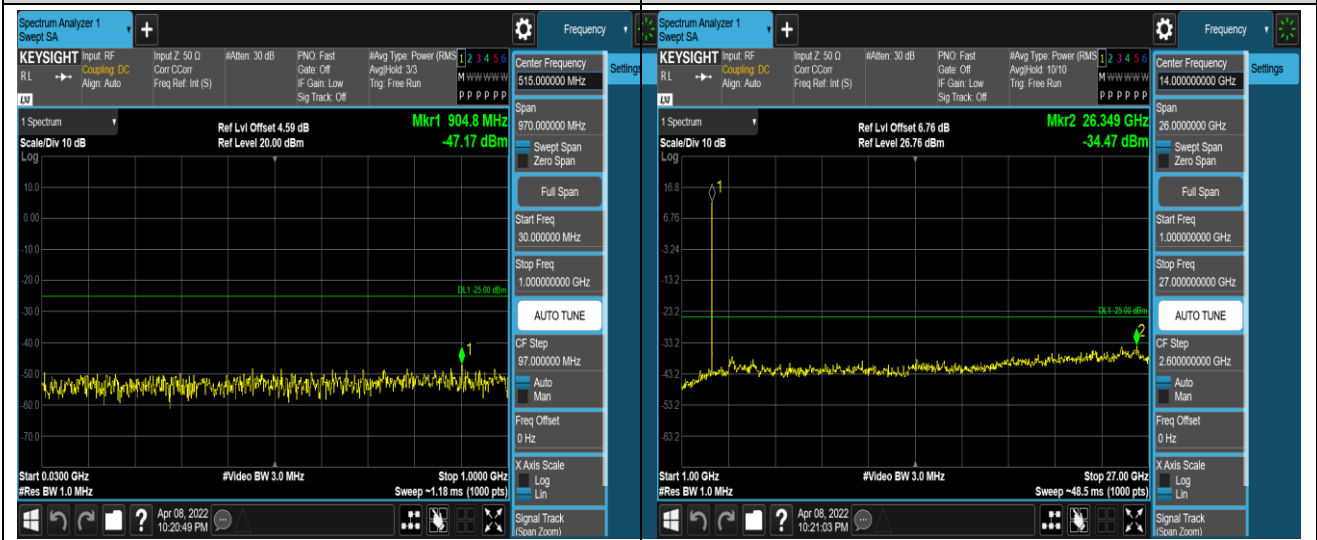 Spectrum Analyzer 1
Swept SA
+
Frequency
KEYSIGHT
Input: RF
Coupling: DC
Align: Auto
Input Z: 50 Ω
Corr CCorr
Freq Ref: Int (S)
#Atten: 30 dB
PNO: Fast
Gate: Off
IF Gain: Low
Sig Track: Off
#Avg Type: Power (RMS
Avg|Hold: 3/3
Trig: Free Run
1 2 3 4 5 6
M W W W W W
P P P P P P
RL
LXI
Center Frequency
515.000000 MHz
Settings
Span
970.000000 MHz
Swept Span
Zero Span
Full Span
Start Freq
30.000000 MHz
Stop Freq
1.000000000 GHz
AUTO TUNE
CF Step
97.000000 MHz
Auto
Man
Freq Offset
0 Hz
X Axis Scale
Log
Lin
Signal Track
(Span Zoom)
1 Spectrum
Scale/Div 10 dB
Log
Ref Lvl Offset 4.59 dB
Ref Level 20.00 dBm
Mkr1 904.8 MHz
-47.17 dBm
10.0
0.00
-10.0
-20.0
DL1 -25.00 dBm
-30.0
-40.0
1
-50.0
-60.0
-70.0
Start 0.0300 GHz
#Video BW 3.0 MHz
Stop 1.0000 GHz
#Res BW 1.0 MHz
Sweep ~1.18 ms (1000 pts)
?
Apr 08, 2022
10:20:49 PM
Spectrum Analyzer 1
Swept SA
+
Frequency
KEYSIGHT
Input: RF
Coupling: DC
Align: Auto
Input Z: 50 Ω
Corr CCorr
Freq Ref: Int (S)
#Atten: 30 dB
PNO: Fast
Gate: Off
IF Gain: Low
Sig Track: Off
#Avg Type: Power (RMS
Avg|Hold: 10/10
Trig: Free Run
1 2 3 4 5 6
M W W W W W
P P P P P P
RL
LXI
Center Frequency
14.000000000 GHz
Settings
Span
26.0000000 GHz
Swept Span
Zero Span
Full Span
Start Freq
1.000000000 GHz
Stop Freq
27.000000000 GHz
AUTO TUNE
CF Step
2.600000000 GHz
Auto
Man
Freq Offset
0 Hz
X Axis Scale
Log
Lin
Signal Track
(Span Zoom)
1 Spectrum
Scale/Div 10 dB
Log
Ref Lvl Offset 6.76 dB
Ref Level 26.76 dBm
Mkr2 26.349 GHz
-34.47 dBm
16.8
1
6.76
-3.24
-13.2
-23.2
DL1 -25.00 dBm
2
-33.2
-43.2
-53.2
-63.2
Start 1.00 GHz
#Video BW 3.0 MHz
Stop 27.00 GHz
#Res BW 1.0 MHz
Sweep ~48.5 ms (1000 pts)
?
Apr 08, 2022
10:21:03 PM